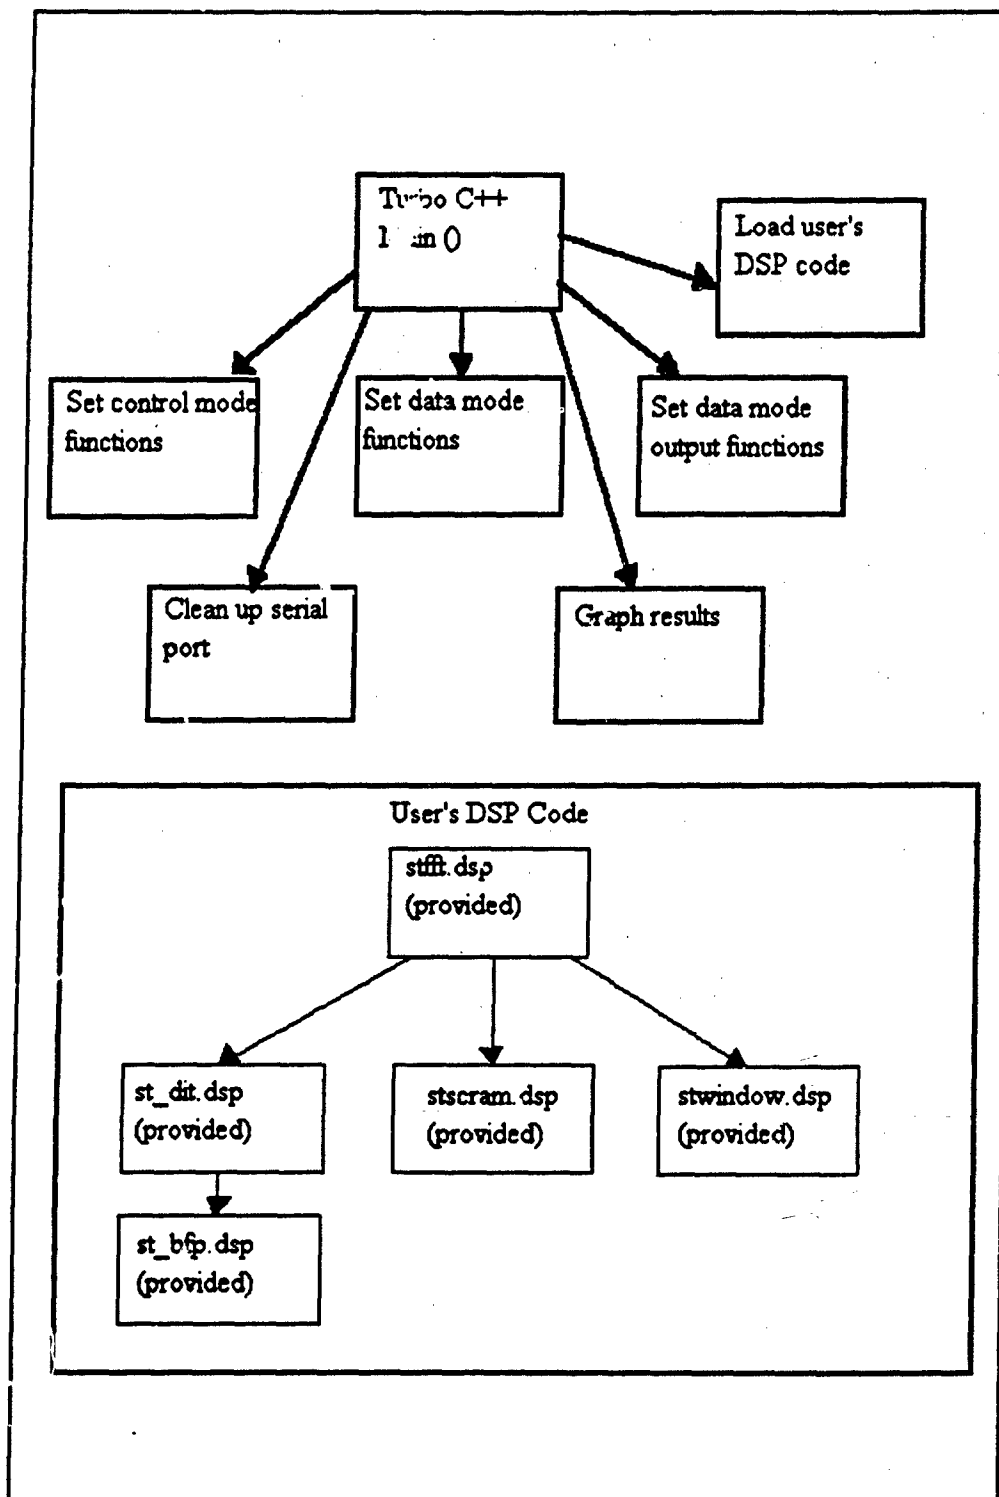 Turbo C++
()
Load user's
DSP code
Set control mode
functions
Set data mode
functions
Set data mode
output functions
Clean up serial
port
Graph results
User's DSP Code
stfft.dsp
(provided)
st_dit.dsp
(provided)
stscram.dsp
(provided)
stwindow.dsp
(provided)
st_bfp.dsp
(provided)